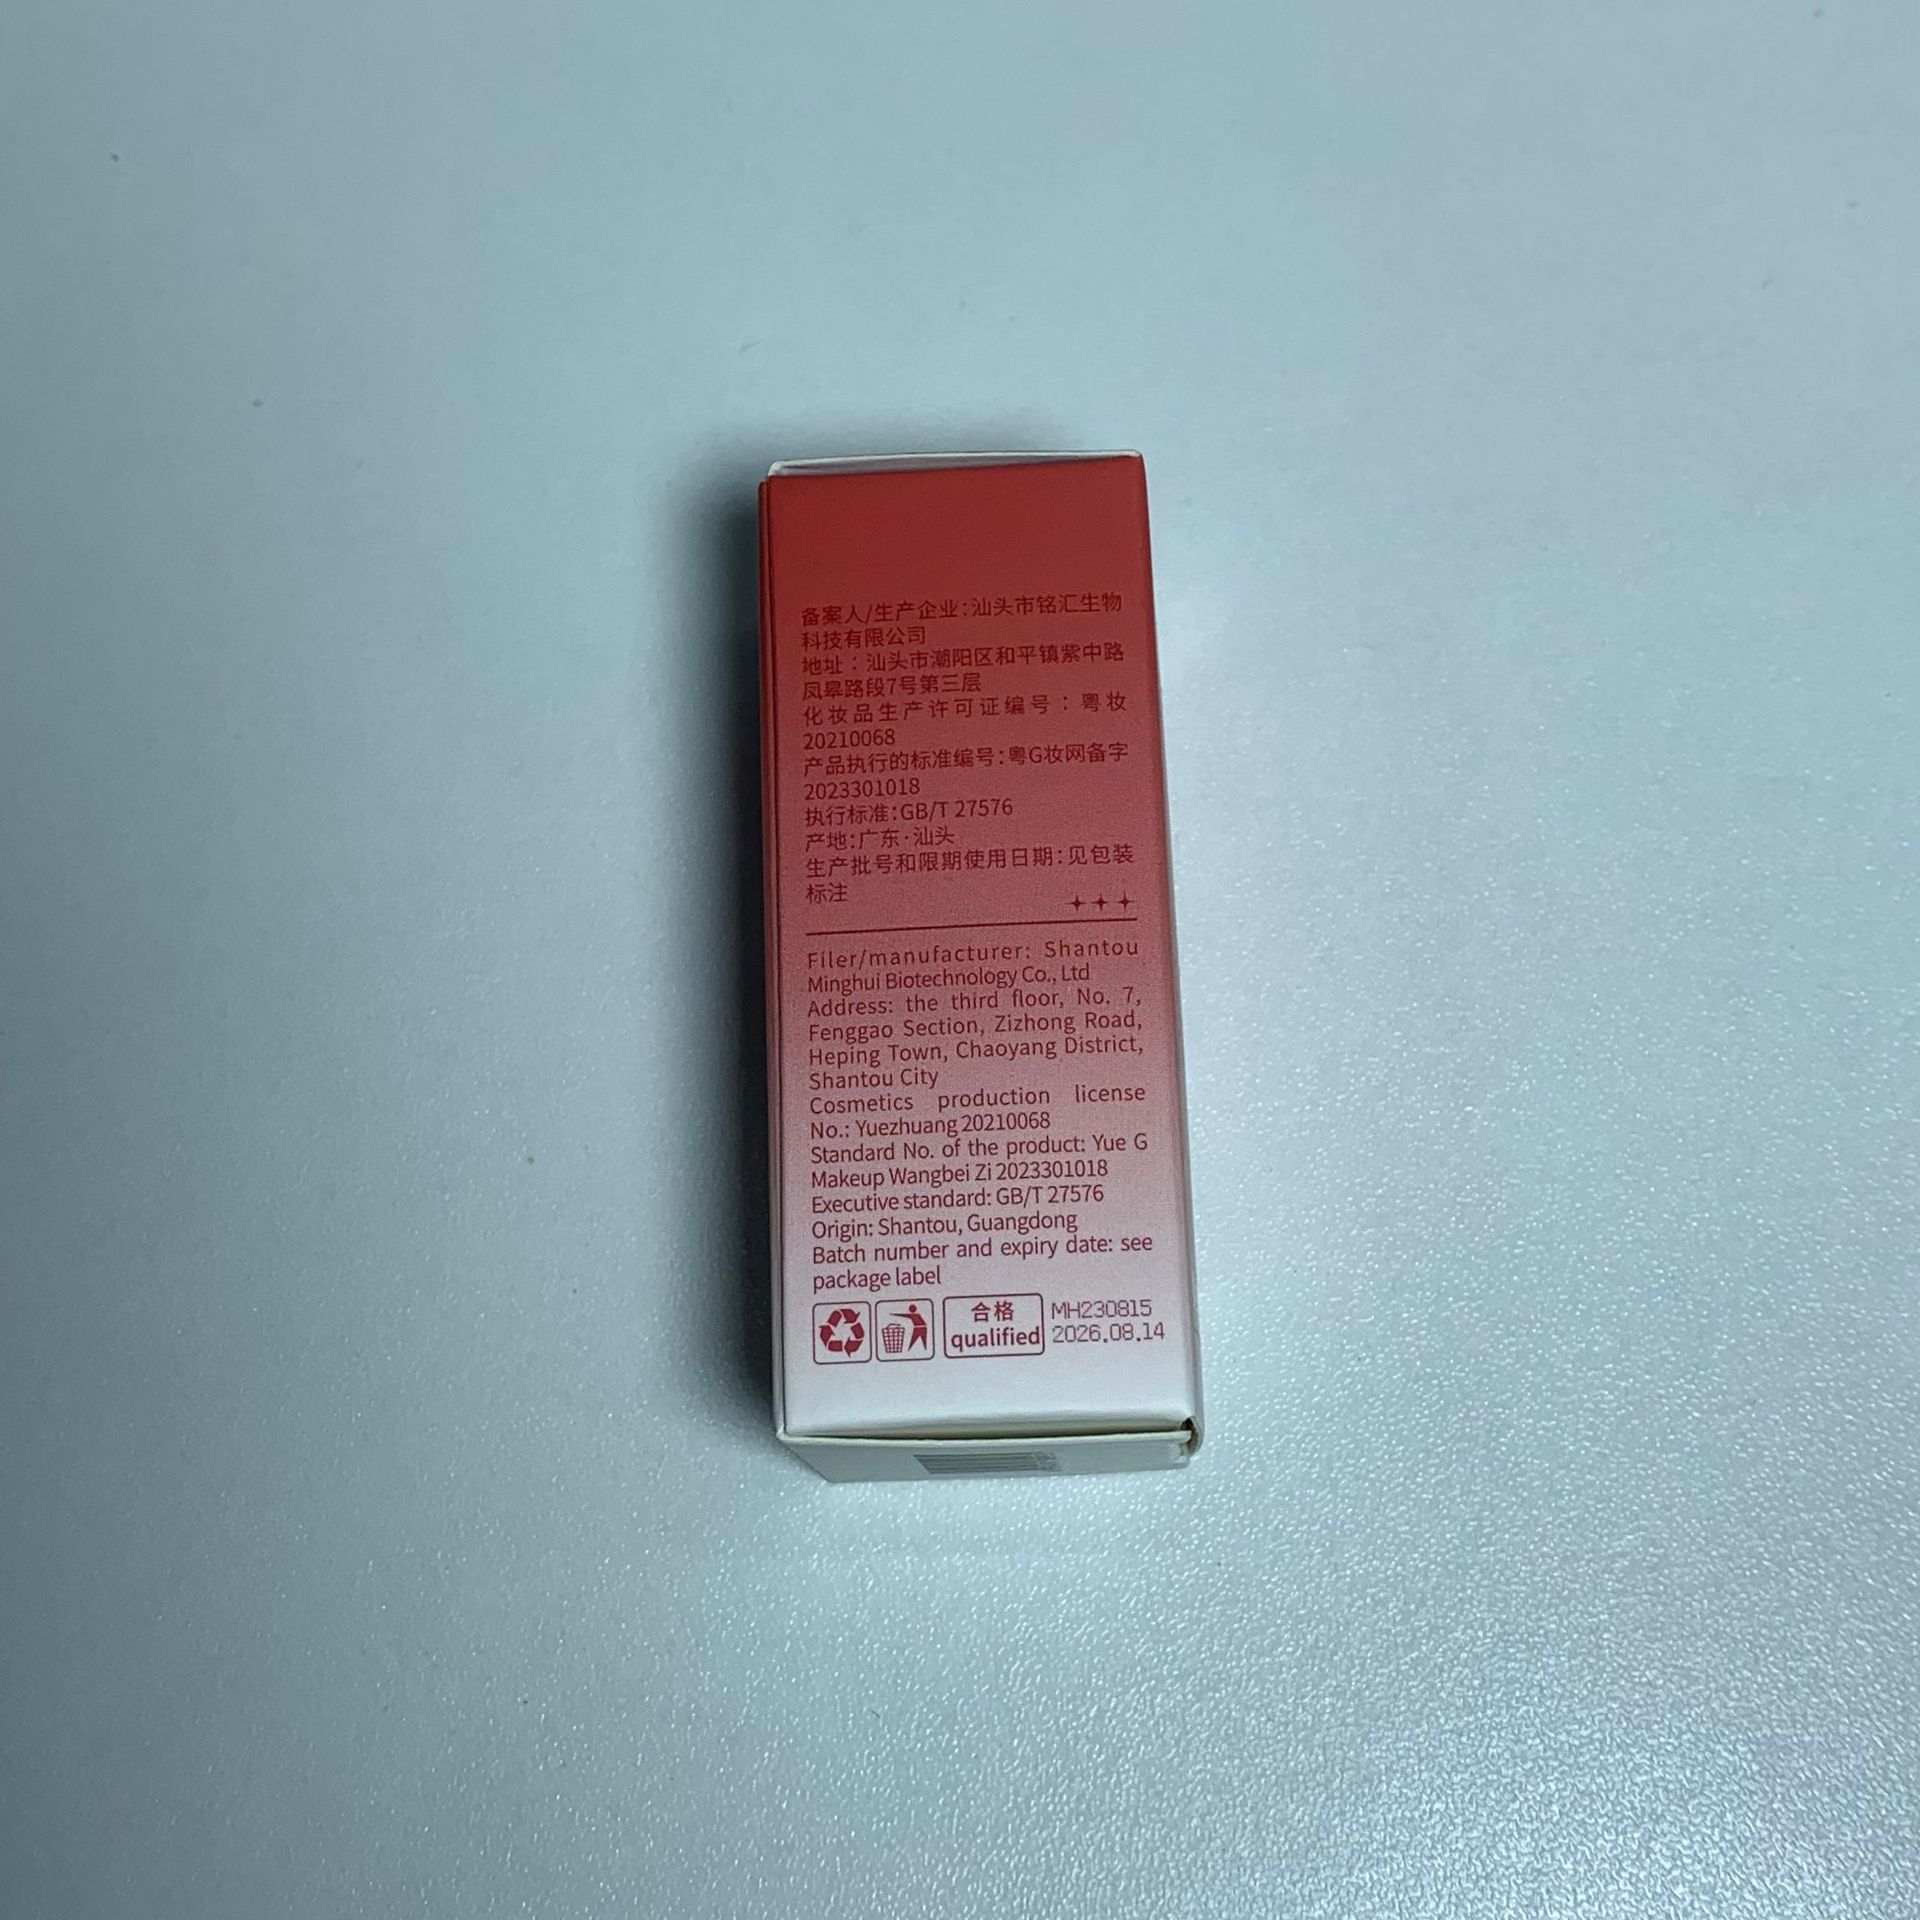 备案人/生产企业：汕头市铭汇生物
科技有限公司
地址：汕头市潮阳区和平镇紫中路
凤皋路段7号第三层
化妆品生产许可证编号：粤妆
20210068
产品执行的标准编号：粤G妆网备字
2023301018
执行标准：GB/T 27576
产地：广东·汕头
生产批号和限期使用日期：见包装
标注
Filer/manufacturer: Shantou
Minghui Biotechnology Co., Ltd
Address: the third floor, No. 7,
Fenggao Section, Zizhong Road,
Heping Town, Chaoyang District,
Shantou City
Cosmetics production license
No.: Yuezhuang 20210068
Standard No. of the product: Yue G
Makeup Wangbei Zi 2023301018
Executive standard: GB/T 27576
Origin: Shantou, Guangdong
Batch number and expiry date: see
package label
合格
qualified
MH230815
2026.08.14